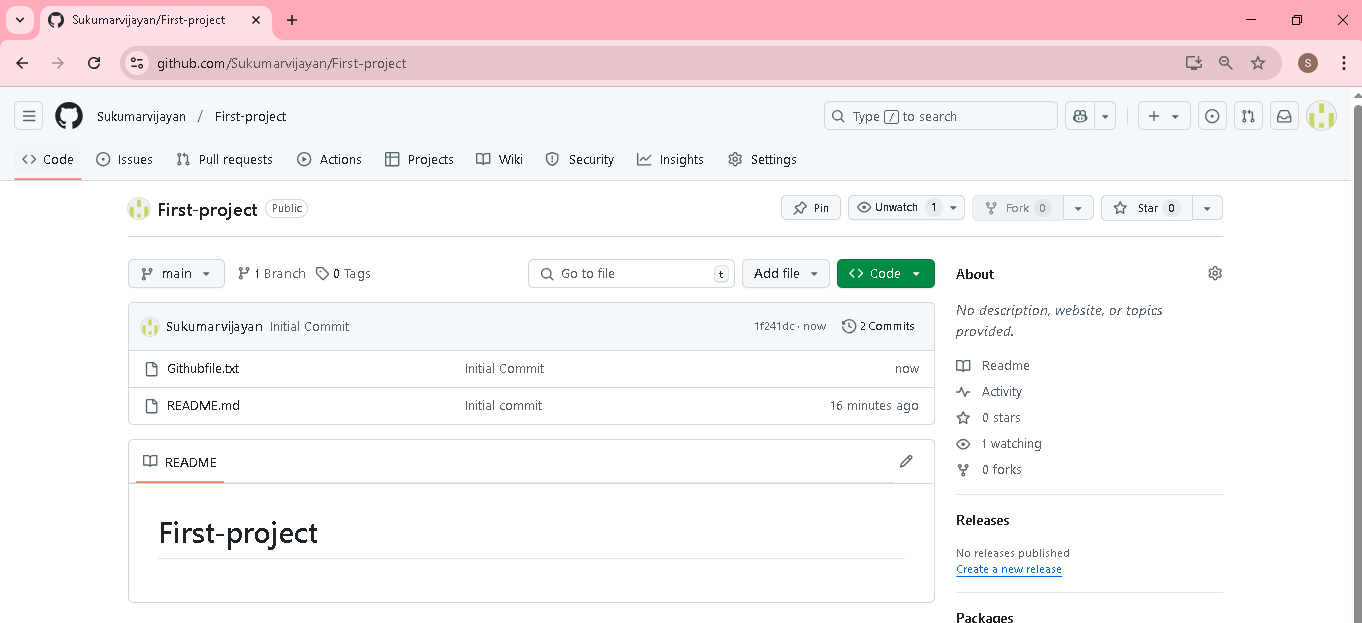 Sukumarvijayan/First-project
github.com/Sukumarvijayan/First-project
S
Sukumarvijayan / First-project
Type / to search
Code Issues Pull requests Actions Projects Wiki Security Insights Settings
First-project Public
Pin Unwatch 1 Fork 0 Star 0
main 1 Branch 0 Tags Go to file t Add file Code
Sukumarvijayan Initial Commit 1f241dc · now 2 Commits
Githubfile.txt Initial Commit now
README.md Initial commit 16 minutes ago
README
First-project
About
No description, website, or topics
provided.
Readme
Activity
0 stars
1 watching
0 forks
Releases
No releases published
Create a new release
Packages